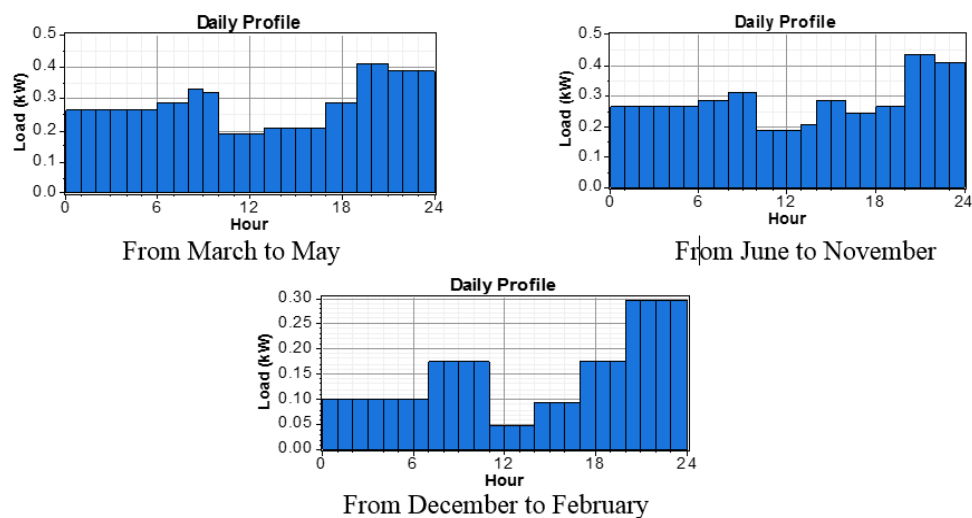 Daily Profile
0.5
0.4
0.3
0.2
0.1
0.0
Load (kW)
0 6 12 18 24
Hour
From March to May
Daily Profile
0.5
0.4
0.3
0.2
0.1
0.0
Load (kW)
0 6 12 18 24
Hour
From June to November
Daily Profile
0.30
0.25
0.20
0.15
0.10
0.05
0.00
Load (kW)
0 6 12 18 24
Hour
From December to February